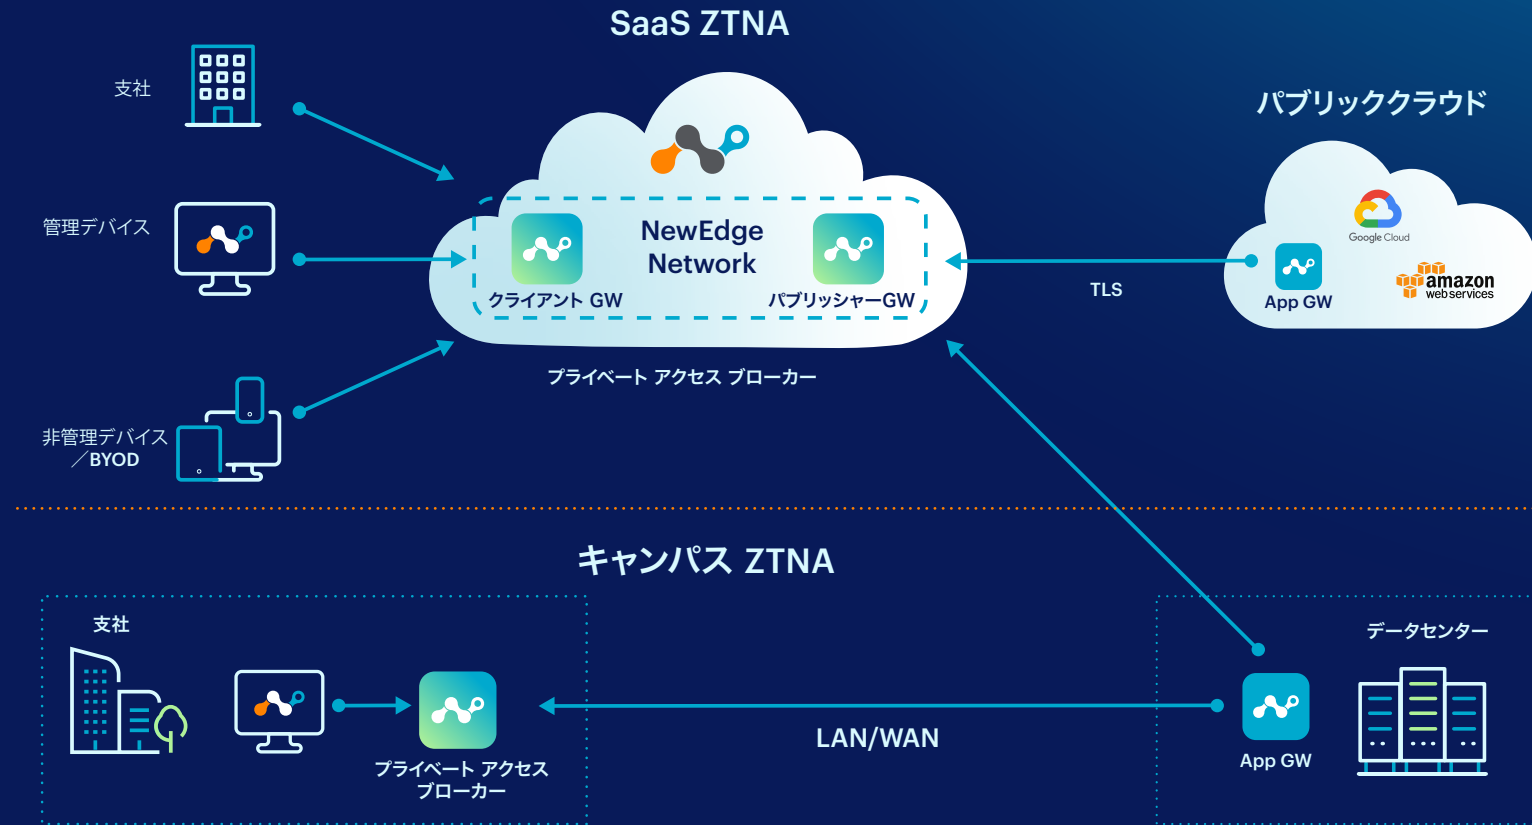 SaaS ZTNA
支社
管理デバイス
非管理デバイス
／BYOD
NewEdge
Network
クライアント GW
パブリッシャーGW
プライベート アクセス ブローカー
TLS
パブリッククラウド
Google Cloud
App GW
amazon
webservices
キャンパス ZTNA
支社
プライベート アクセス
ブローカー
LAN/WAN
データセンター
App GW